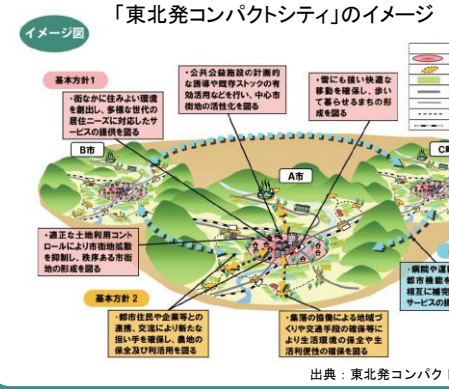 「東北発コンパクトシティ」のイメージ
イメージ図
基本方針1
・街なかに住みよい環境
を創出し、多様な世代の
居住ニーズに対応したサ
ービスの提供を図る
・公共公益施設の計画的
な誘導や既存ストックの有
効活用などを行い、中心市
街地の活性化を図る
・雪にも強い快適な
移動を確保し、歩い
て暮らせるまちの形
成を図る
B市
A市
C町
・適正な土地利用コント
ロールにより市街地拡散
を抑制し、秩序ある市街
地の形成を図る
基本方針2
・都市住民や企業等との
連携、交流により新たな
担い手を確保し、農地の
保全及び利活用を図る
・集落の協働による地域づ
くりや交通手段の確保等に
より生活環境の保全や生
活利便性の確保を図る
・病院や
都市機能を
相互に補完
サービスの
出典:東北発コンパク